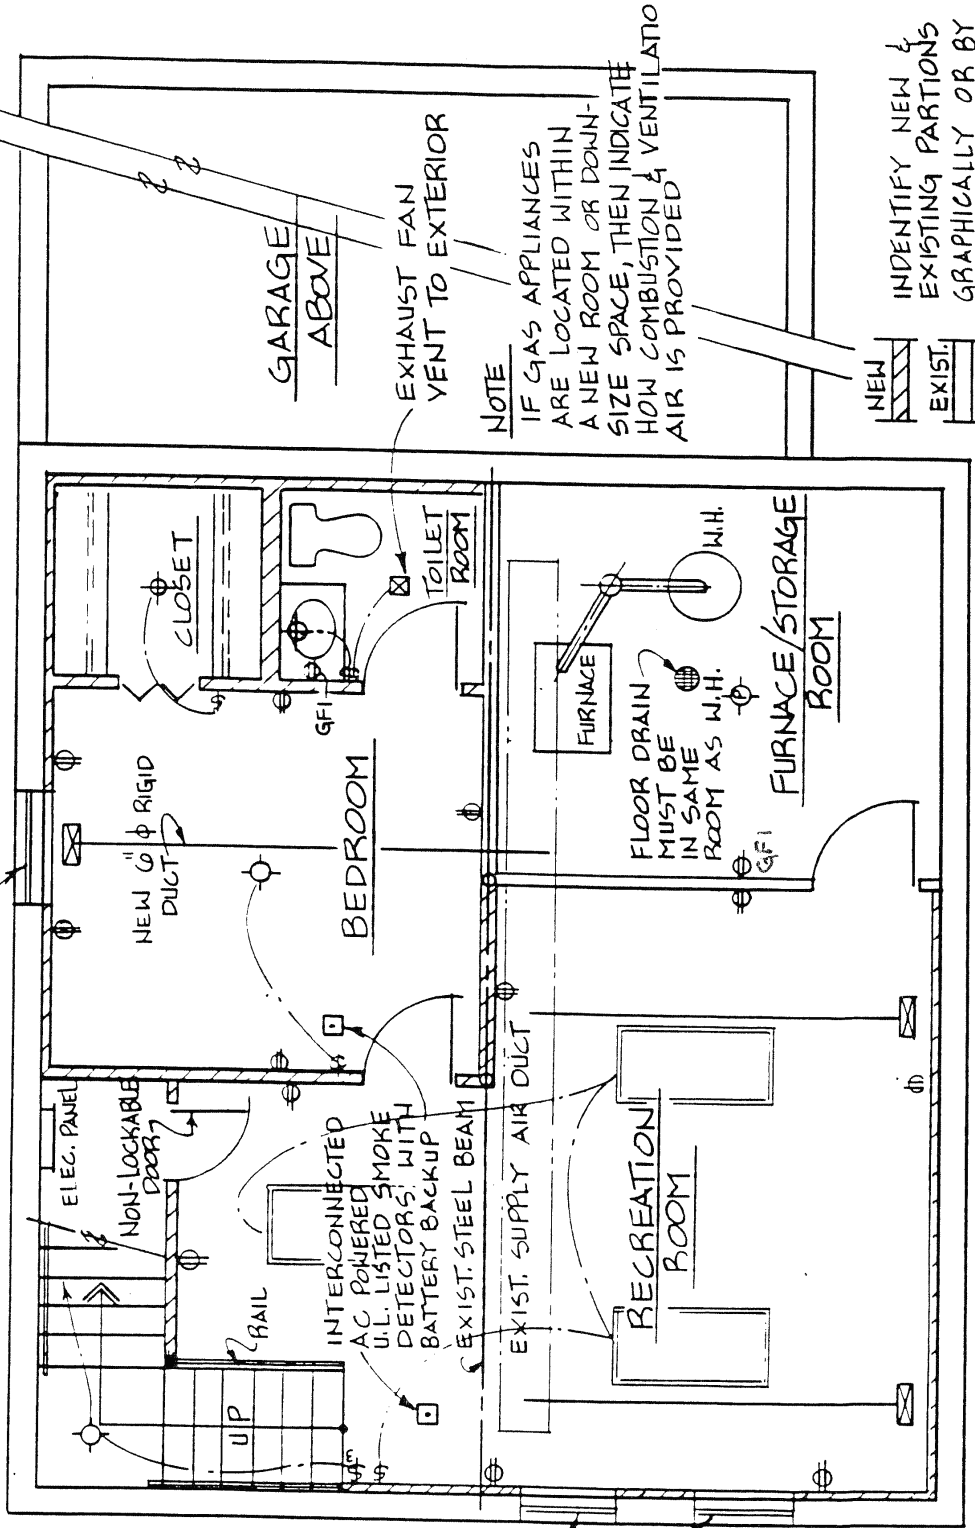 GARAGE
ABOVE
EXHAUST FAN
VENT TO EXTERIOR
NOTE
IF GAS APPLIANCES
ARE LOCATED WITHIN
A NEW ROOM OR DOWN-
SIZE SPACE, THEN INDICATE
HOW COMBUSTION & VENTILATIO
AIR IS PROVIDED
NEW
EXIST.
INDENTIFY NEW &
EXISTING PARTIONS
GRAPHICALLY OR BY
CLOSET
TOILET
ROOM
GFI
NEW 6" φ RIGID
DUCT
BEDROOM
ELEC. PANEL
NON-LOCKABLE
DOOR
RAIL
UP
3
INTERCONNECTED
AC POWERED
U.L. LISTED SMOKE
DETECTORS WITH
BATTERY BACKUP
EXIST. STEEL BEAM
EXIST. SUPPLY AIR DUCT
RECREATION
ROOM
FURNACE
W.H.
FLOOR DRAIN
MUST BE
IN SAME
ROOM AS W.H.
P
GFI
FURNACE/STORAGE
ROOM